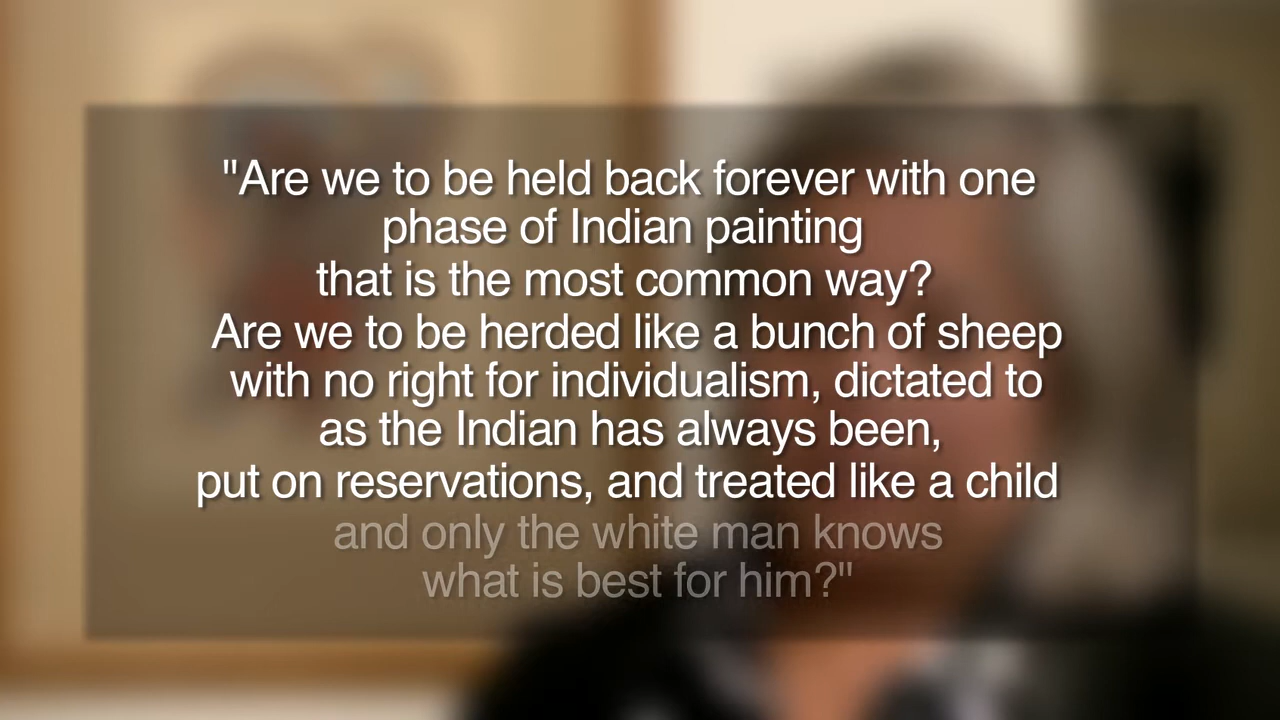 "Are we to be held back forever with one
phase of Indian painting
that is the most common way?
Are we to be herded like a bunch of sheep
with no right for individualism, dictated to
as the Indian has always been,
put on reservations, and treated like a child
and only the white man knows
what is best for him?"